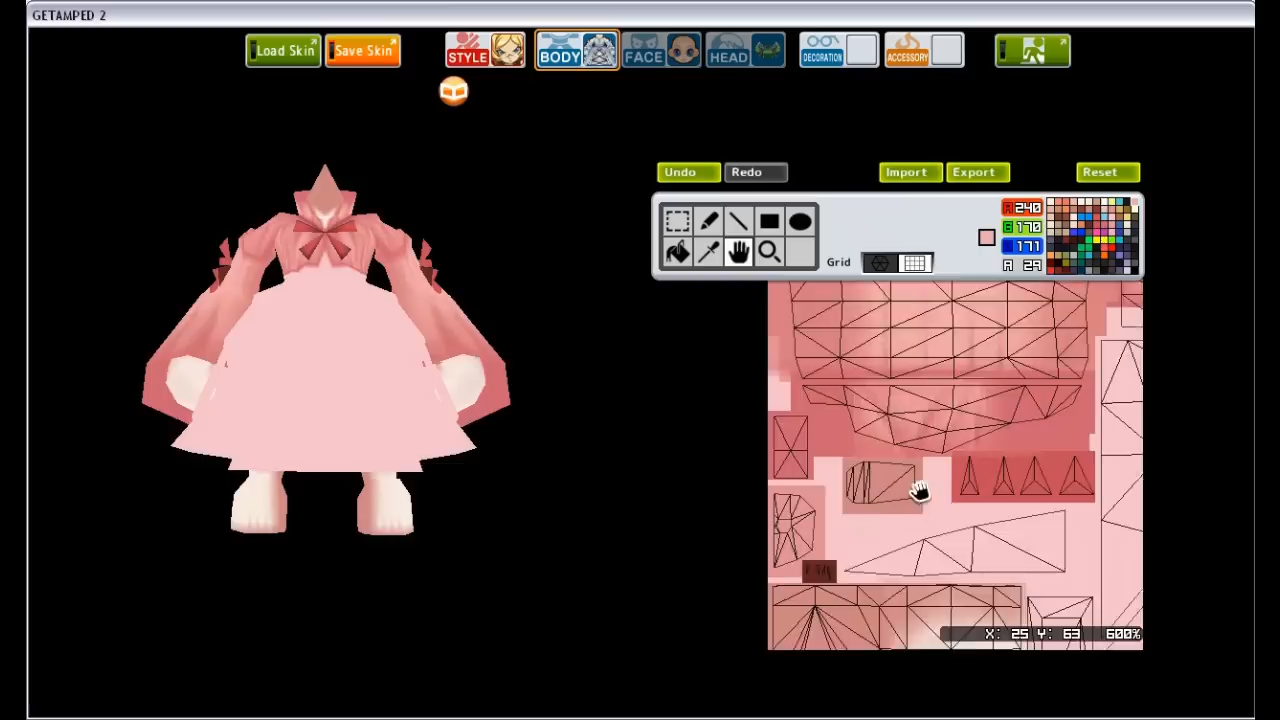 GETAMPED 2
Load Skin
Save Skin
STYLE
BODY
FACE
HEAD
DECORATION
ACCESSORY
Undo
Redo
Import
Export
Reset
R 240
G 170
171
A 29
Grid
X: 25 Y: 63 600%